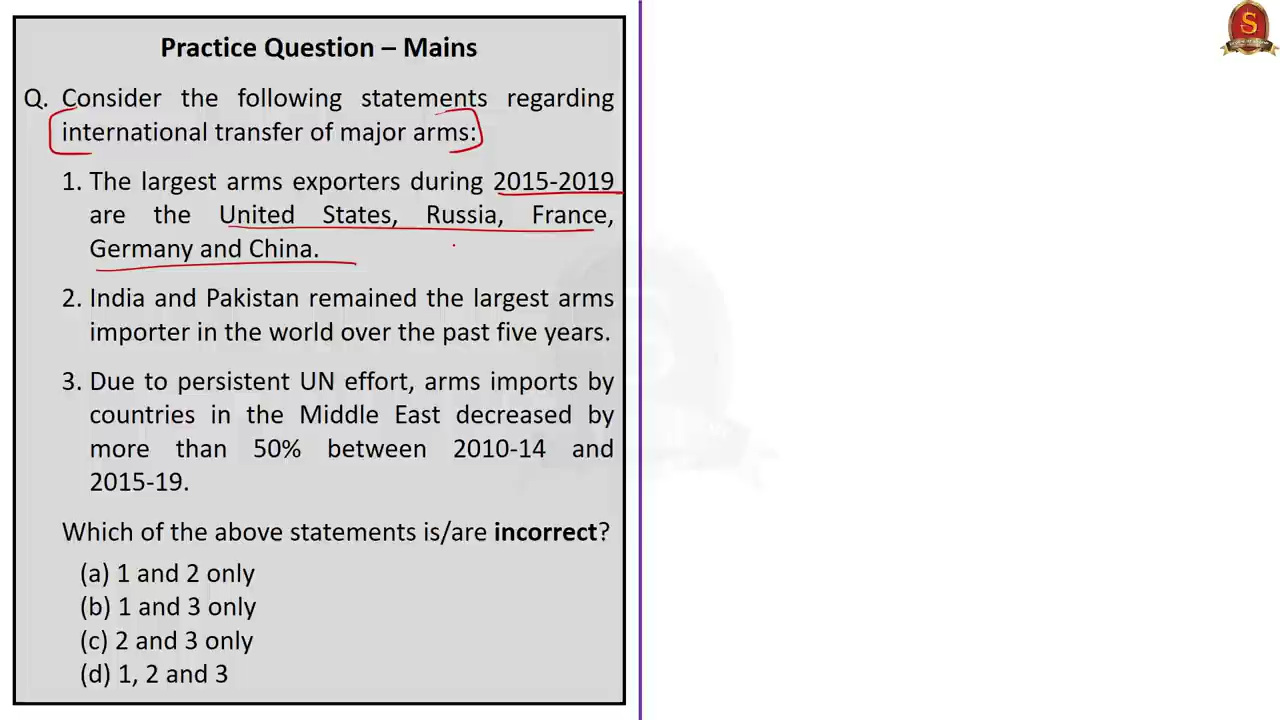 Practice Question – Mains
Q. Consider the following statements regarding
international transfer of major arms:
1. The largest arms exporters during 2015-2019
are the United States, Russia, France,
Germany and China.
2. India and Pakistan remained the largest arms
importer in the world over the past five years.
3. Due to persistent UN effort, arms imports by
countries in the Middle East decreased by
more than 50% between 2010-14 and
2015-19.
Which of the above statements is/are incorrect?
(a) 1 and 2 only
(b) 1 and 3 only
(c) 2 and 3 only
(d) 1, 2 and 3
S